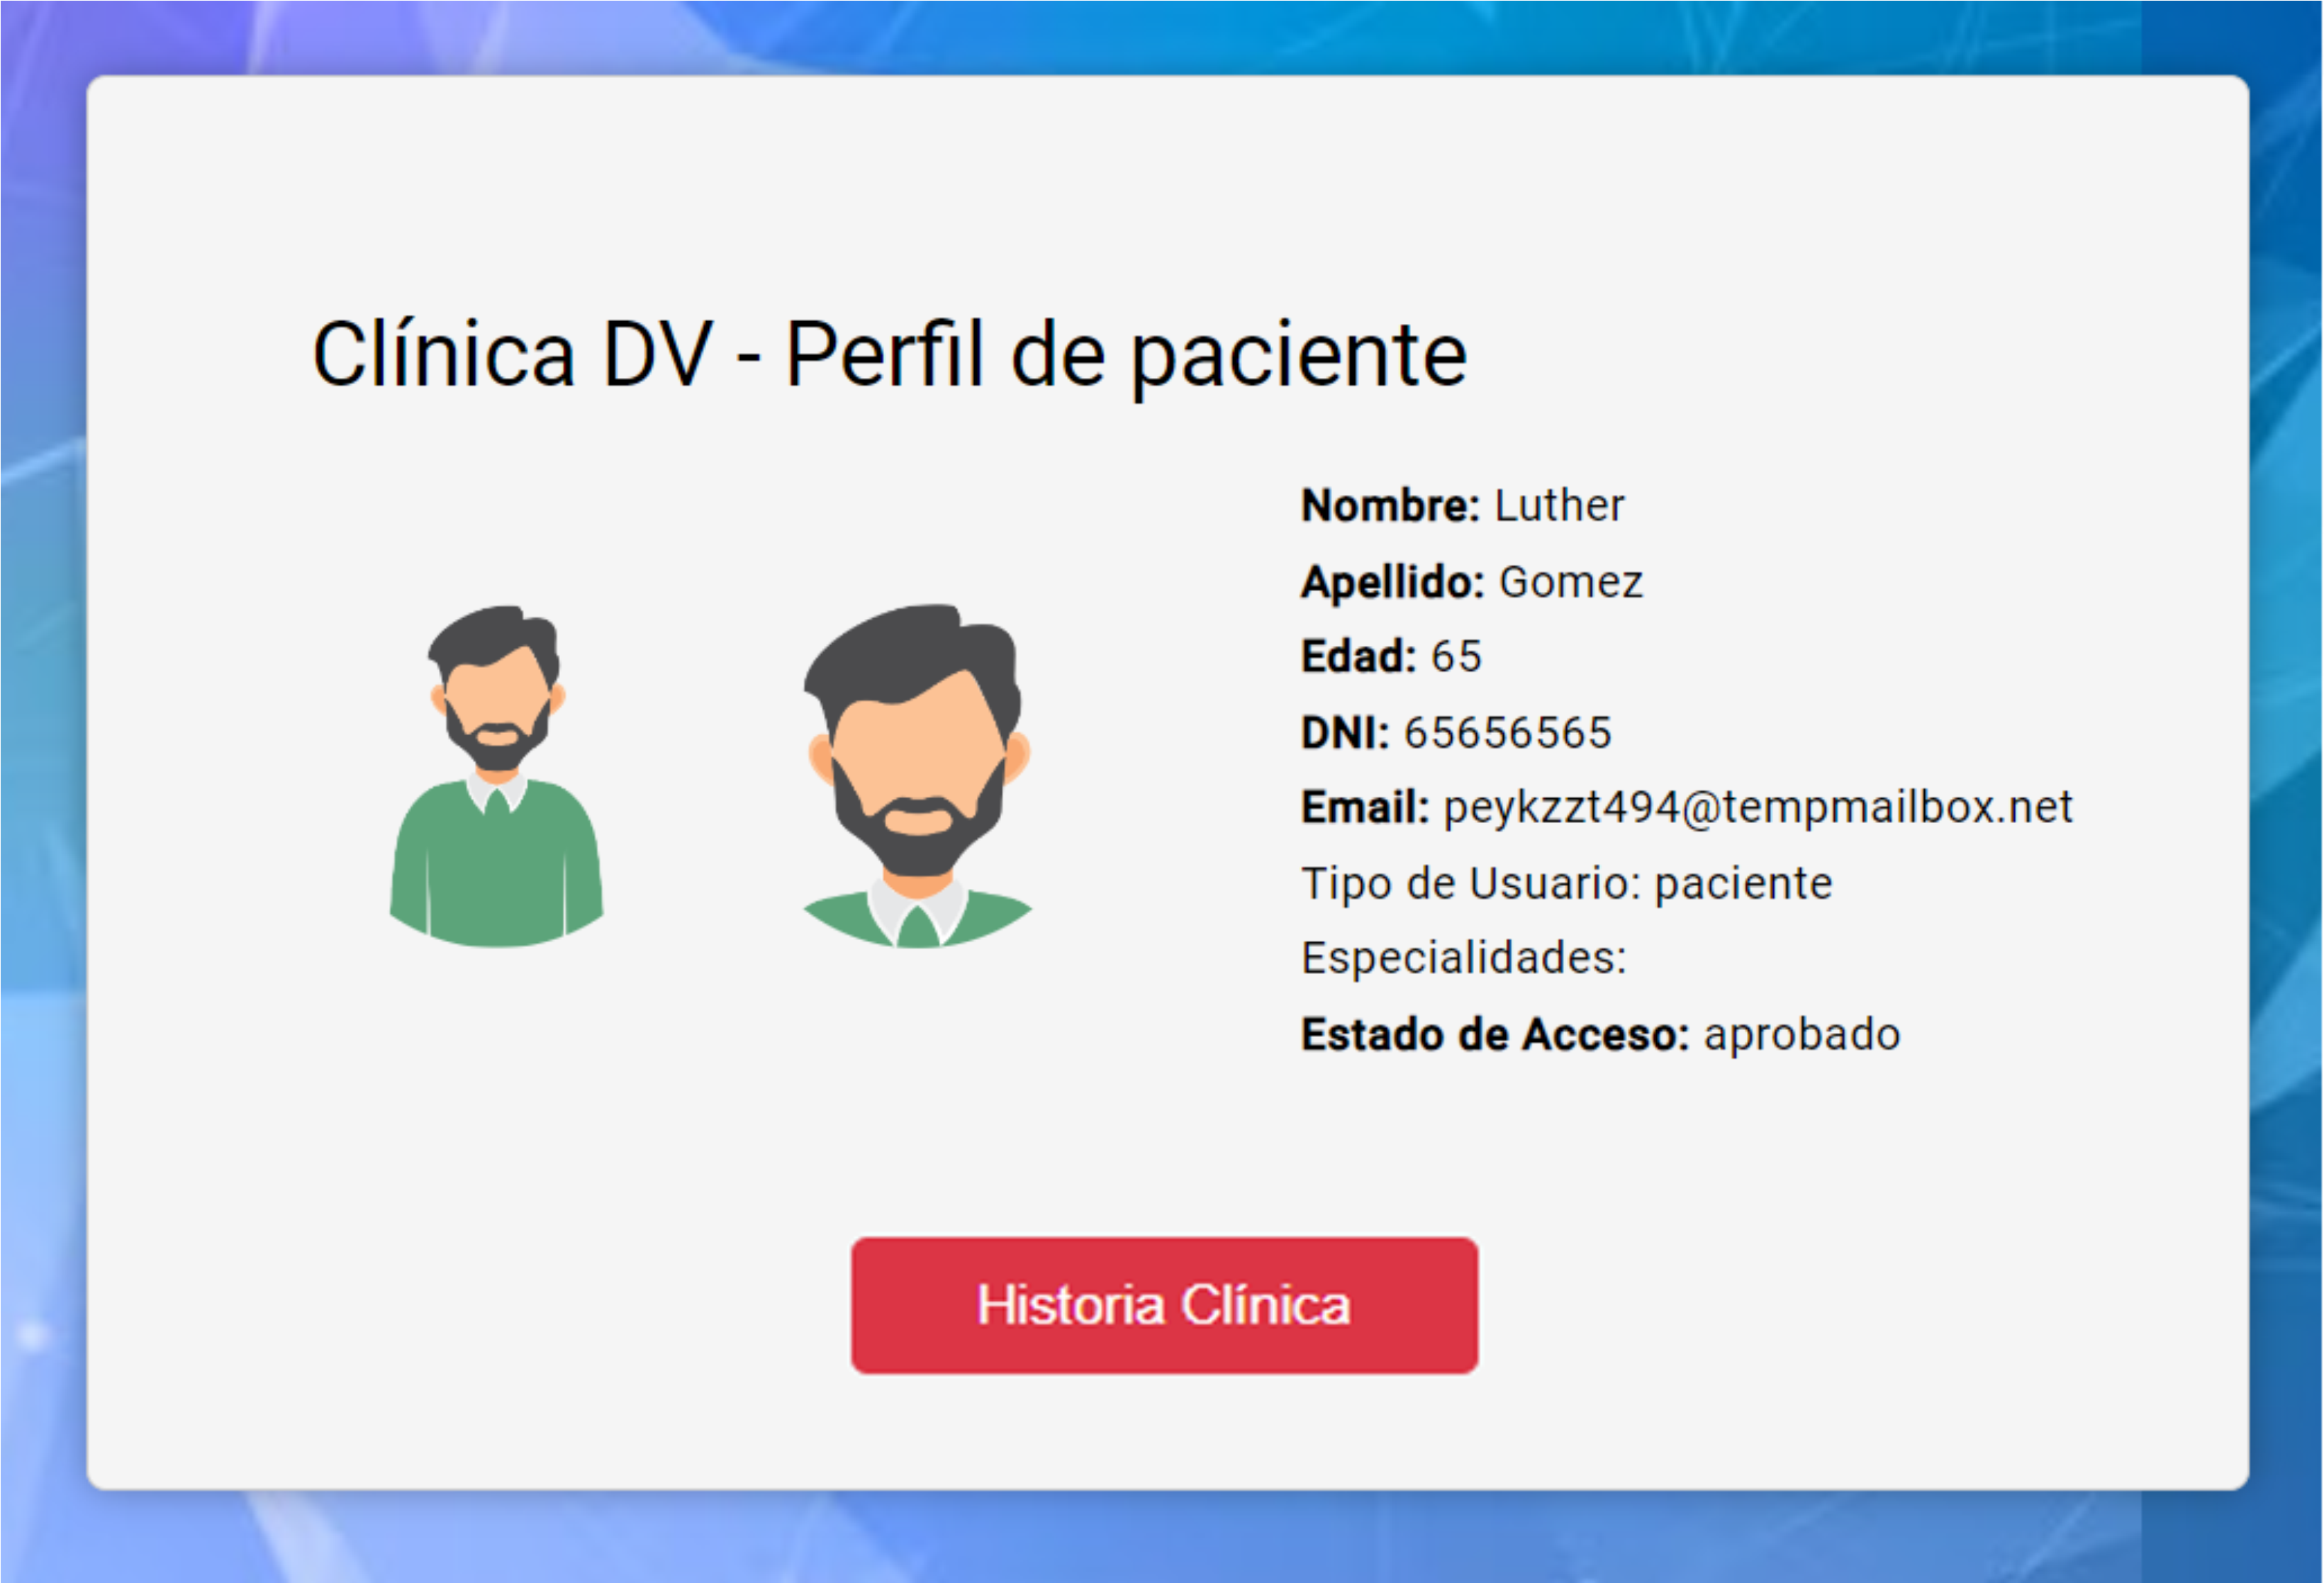 Clínica DV - Perfil de paciente
Nombre: Luther
Apellido: Gomez
Edad: 65
DNI: 65656565
Email: peykzzt494@tempmailbox.net
Tipo de Usuario: paciente
Especialidades:
Estado de Acceso: aprobado
Historia Clínica